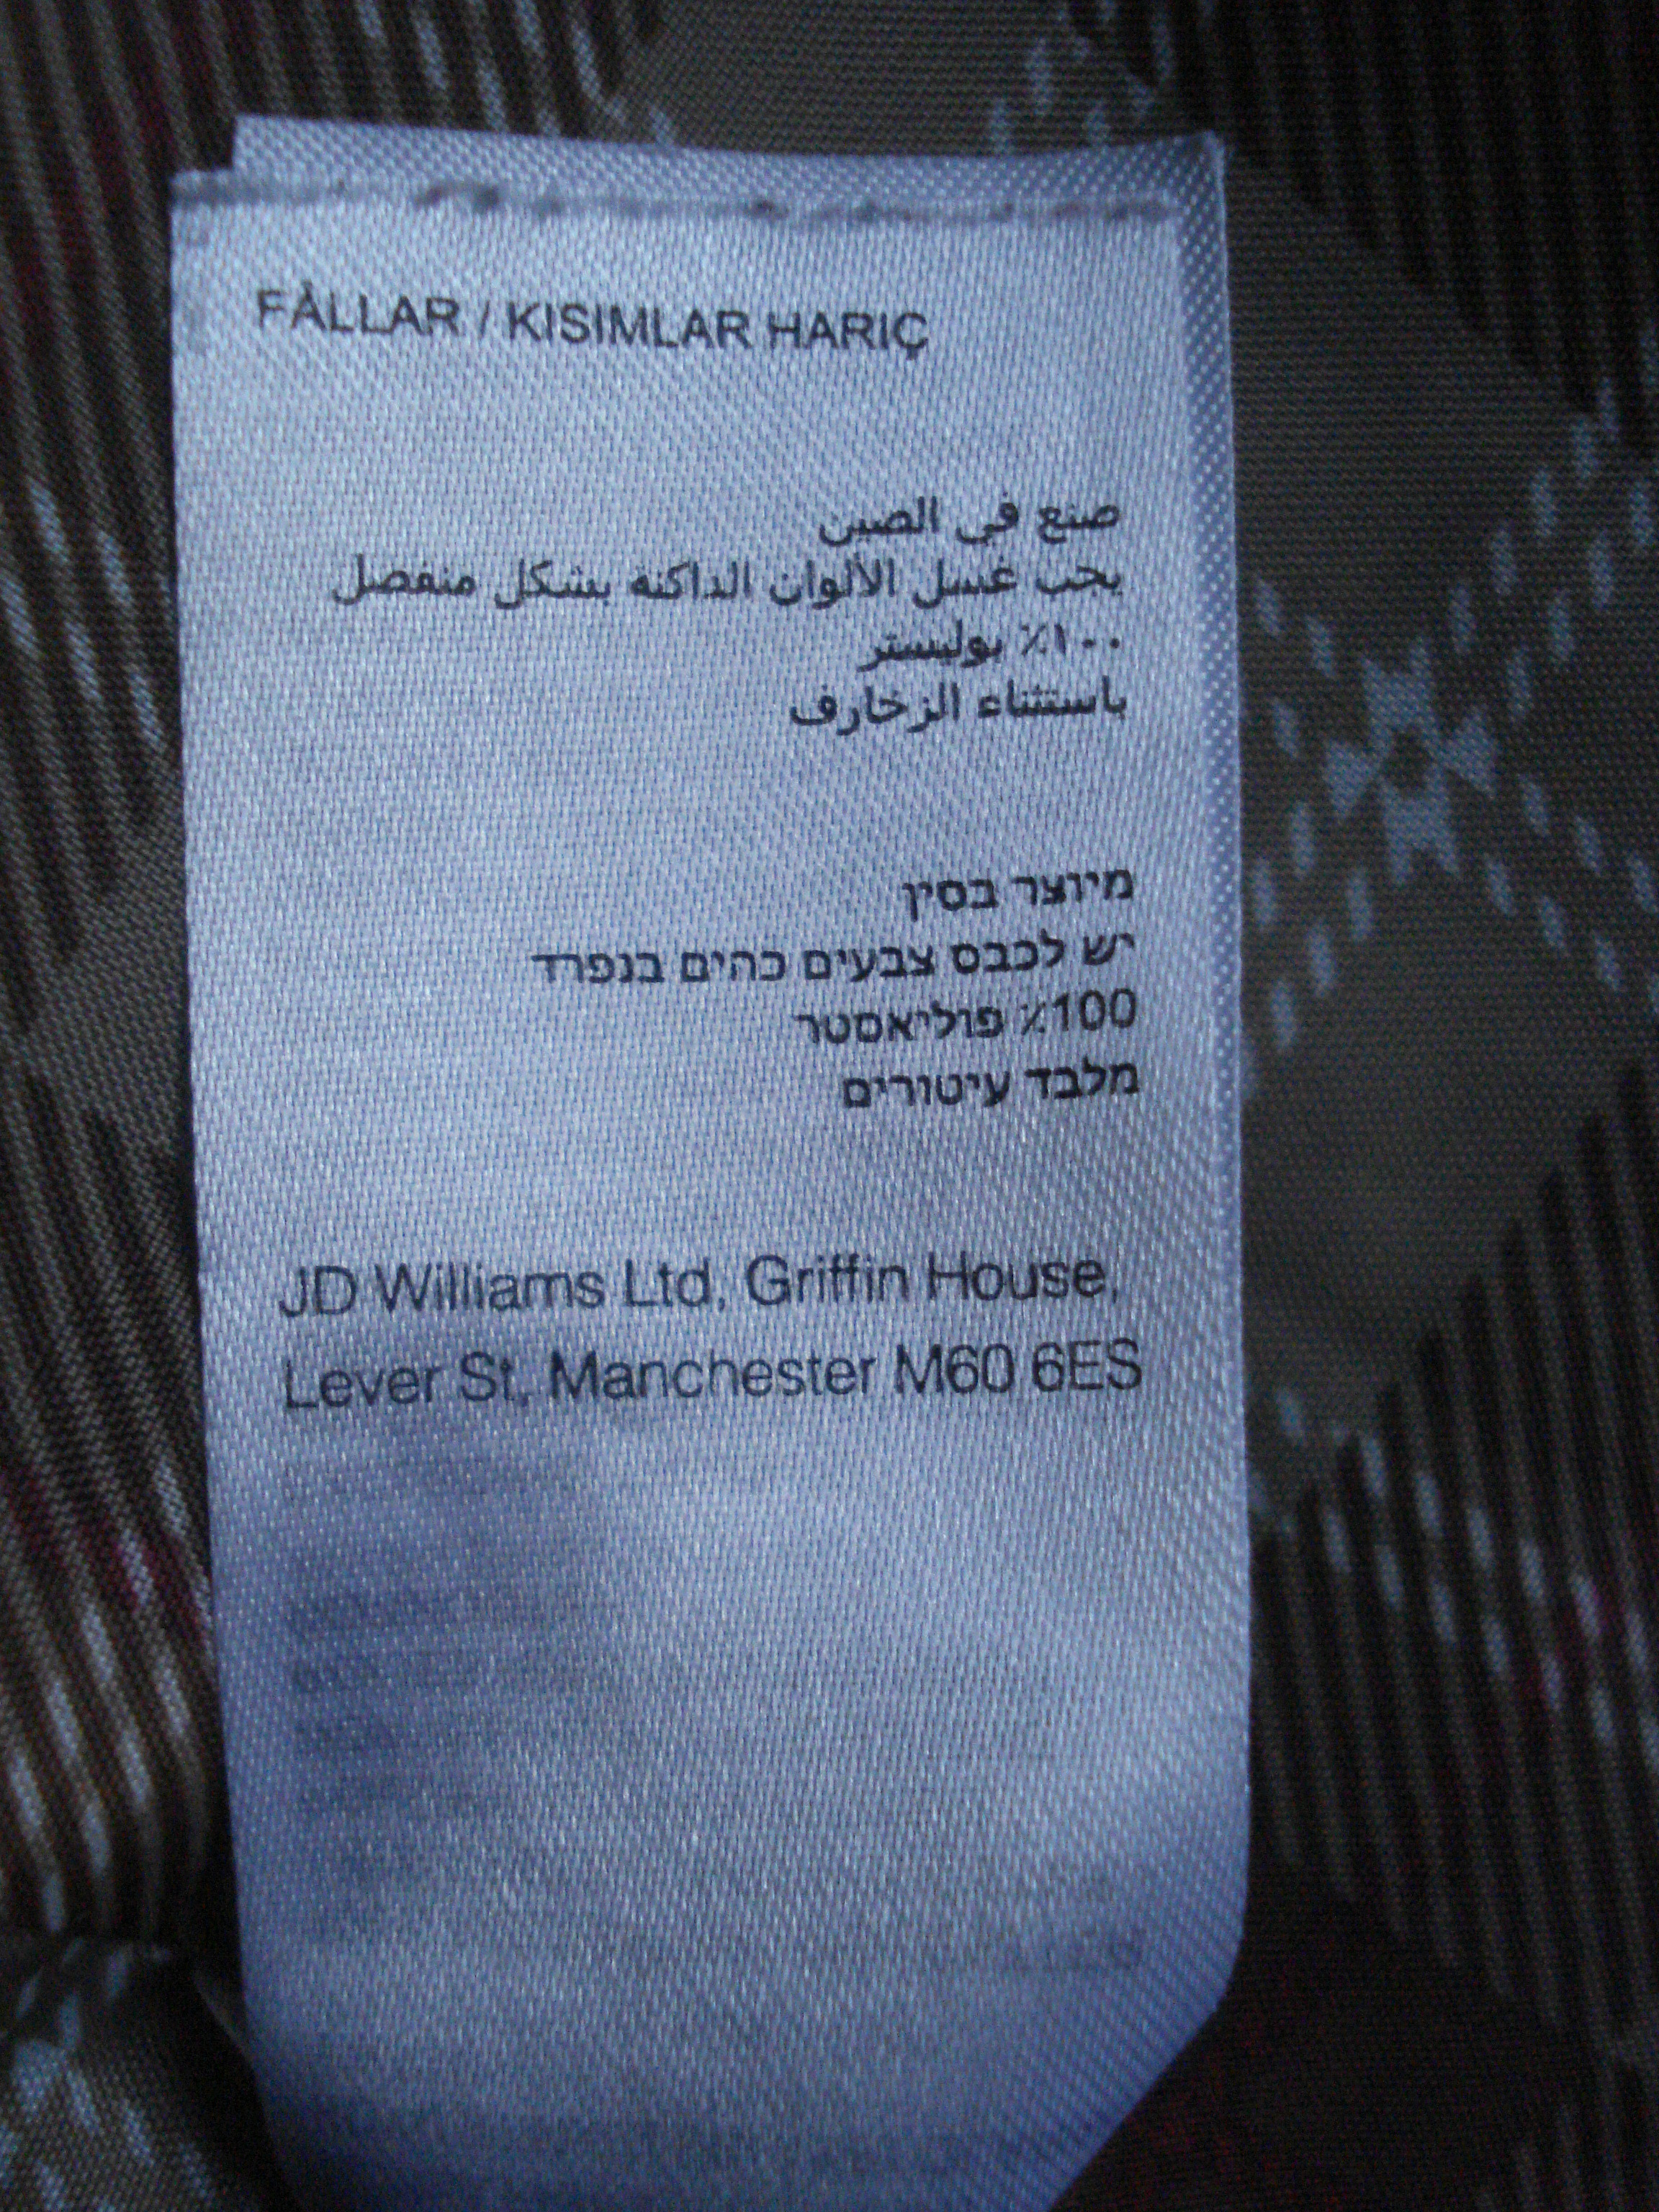 FÅLLAR / KISIMLAR HARIÇ
صنع في الصين
يجب غسل الألوان الداكنة بشكل منفصل
١٠٠٪ بوليستر
باستثناء الزخارف
מיוצר בסין
יש לכבס צבעים כהים בנפרד
100٪ פוליאסטר
מלבד עיטורים
JD Williams Ltd, Griffin House,
Lever St, Manchester M60 6ES